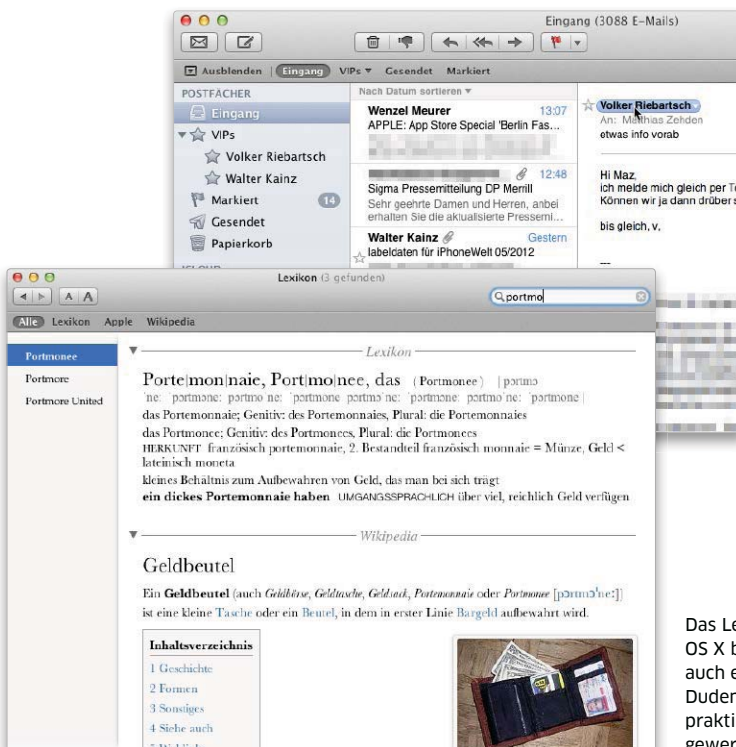 Eingang (3088 E-Mails)
Ausblenden Eingang VIPs Gesendet Markiert
POSTFÄCHER
Eingang
VIPs
Volker Riebartsch
Walter Kainz
Markiert 14
Gesendet
Papierkorb
Nach Datum sortieren
Wenzel Meurer 13:07
APPLE: App Store Special 'Berlin Fas...
12:48
Sigma Pressemitteilung DP Merrill
Sehr geehrte Damen und Herren, anbei
erhalten Sie die aktualisierte Pressemi...
Walter Kainz Gestern
labeldaten für iPhoneWelt 05/2012
Volker Riebartsch
An: Matthias Zehden
etwas info vorab
Hi Maz,
ich melde mich gleich per
Können wir ja dann drüber
bis gleich, v.
Lexikon (3 gefunden)
A A
portmo
Alle Lexikon Apple Wikipedia
Portmonee
Portmore
Portmore United
Lexikon
Porte|mon|naie, Port|mo|nee, das (Portmonee)
das Portemonnaie; Genitiv: des Portemonnaies, Plural: die Portemonnaies
das Portmonee; Genitiv: des Portmonees, Plural: die Portmonees
HERKUNFT französisch portemonnaie, 2. Bestandteil französisch monnaie = Münze, Geld <
lateinisch moneta
kleines Behältnis zum Aufbewahren von Geld, das man bei sich trägt
ein dickes Portemonnaie haben UMGANGSSPRACHLICH über viel, reichlich Geld verfügen
Wikipedia
Geldbeutel
Ein Geldbeutel (auch Geldbörse, Geldtasche, Geldsack, Portemonnaie oder Portmonee [pɔrtmɔˈneː])
ist eine kleine Tasche oder ein Beutel, in dem in erster Linie Bargeld aufbewahrt wird.
Inhaltsverzeichnis
1 Geschichte
2 Formen
3 Sonstiges
4 Siehe auch
Das Le
OS X b
auch e
Duden
prakti
gewer